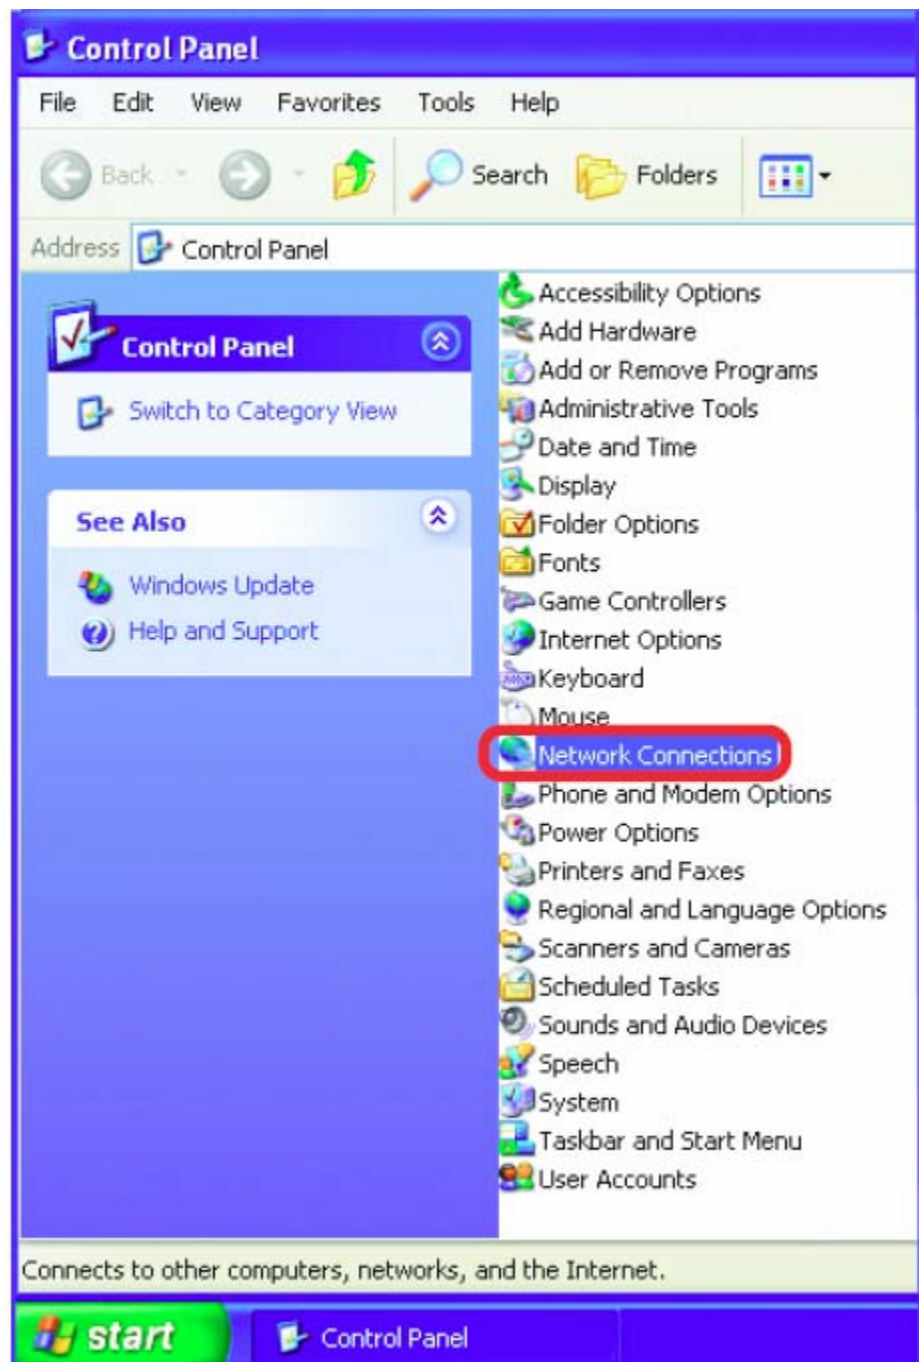 Control Panel
File Edit View Favorites Tools Help
Back Search Folders
Address Control Panel
Control Panel
Switch to Category View
See Also
Windows Update
Help and Support
Accessibility Options
Add Hardware
Add or Remove Programs
Administrative Tools
Date and Time
Display
Folder Options
Fonts
Game Controllers
Internet Options
Keyboard
Mouse
Network Connections
Phone and Modem Options
Power Options
Printers and Faxes
Regional and Language Options
Scanners and Cameras
Scheduled Tasks
Sounds and Audio Devices
Speech
System
Taskbar and Start Menu
User Accounts
Connects to other computers, networks, and the Internet.
start Control Panel